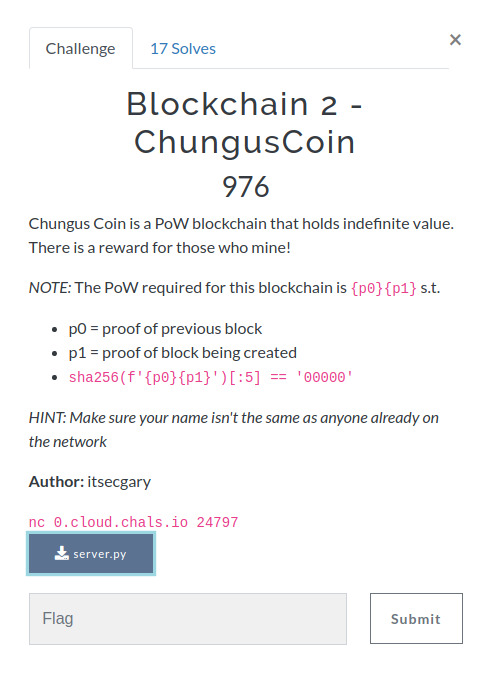 Challenge
17 Solves
×
Blockchain 2 -
ChungusCoin
976
Chungus Coin is a PoW blockchain that holds indefinite value.
There is a reward for those who mine!
NOTE: The PoW required for this blockchain is {p0}{p1} s.t.
• p0 = proof of previous block
• p1 = proof of block being created
• sha256(f'{p0}{p1}')[:5] == '00000'
HINT: Make sure your name isn't the same as anyone already on
the network
Author: itsecgary
nc 0.cloud.chals.io 24797
server.py
Flag
Submit